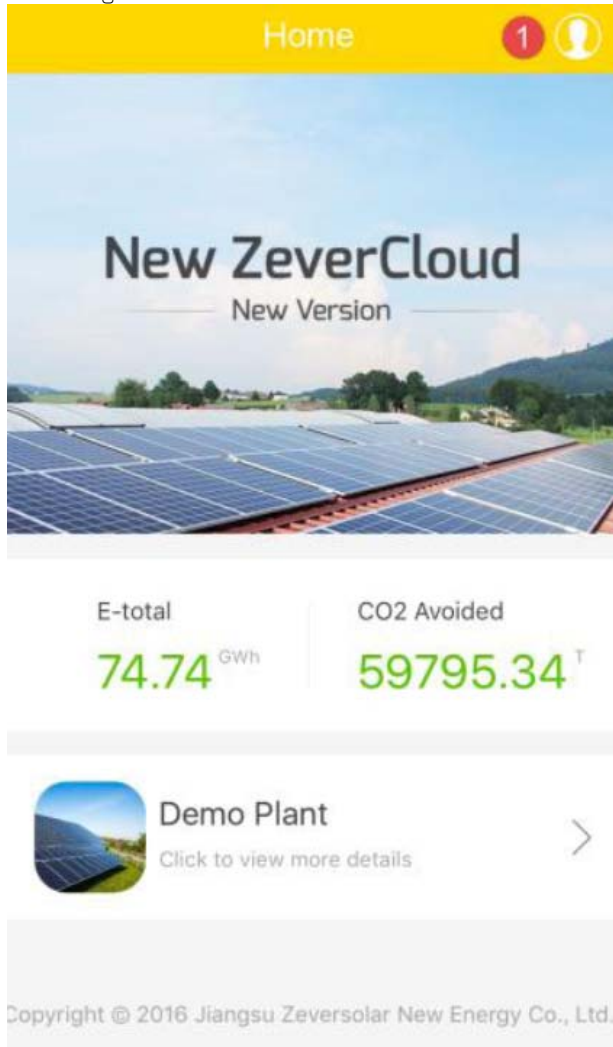 Home
1
New ZeverCloud
New Version
E-total
CO2 Avoided
74.74 GWh
59795.34 T
Demo Plant
Click to view more details
Copyright © 2016 Jiangsu Zeversolar New Energy Co., Ltd.